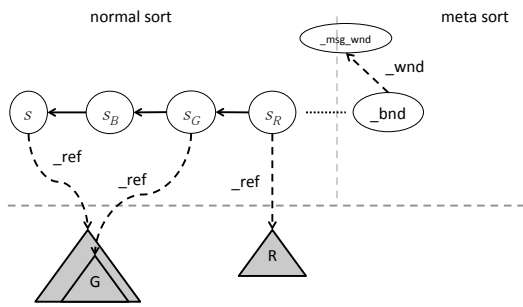 normal sort
meta sort
_msg_wnd
_wnd
s
s_B
s_G
s_R
_bnd
_ref
_ref
_ref
G
R